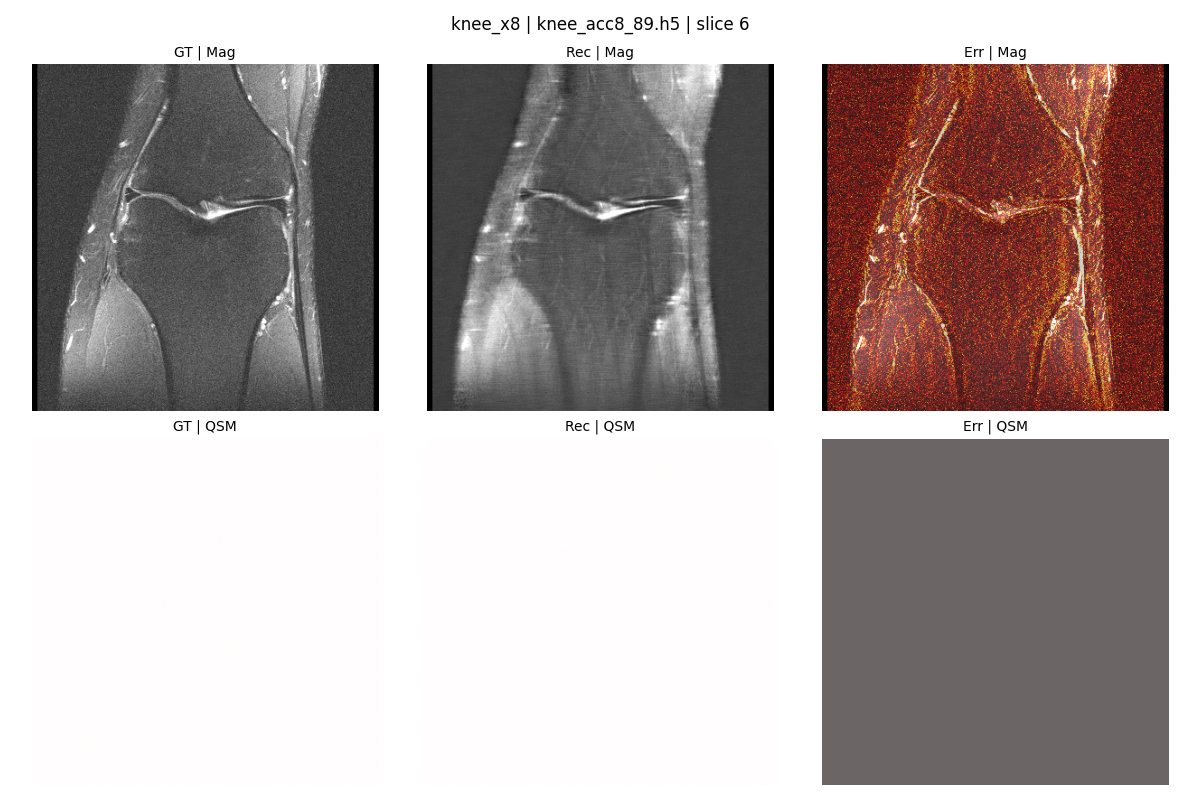 knee_x8 | knee_acc8_89.h5 | slice 6
GT | Mag
Rec | Mag
Err | Mag
GT | QSM
Rec | QSM
Err | QSM